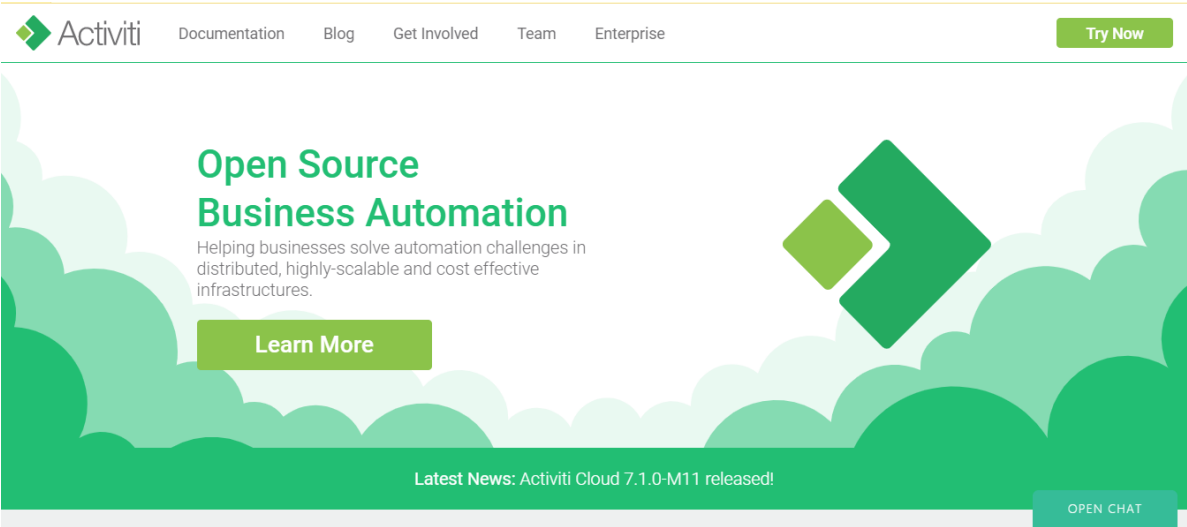 Activiti
Documentation
Blog
Get Involved
Team
Enterprise
Try Now
Open Source
Business Automation
Helping businesses solve automation challenges in
distributed, highly-scalable and cost effective
infrastructures.
Learn More
Latest News: Activiti Cloud 7.1.0-M11 released!
OPEN CHAT